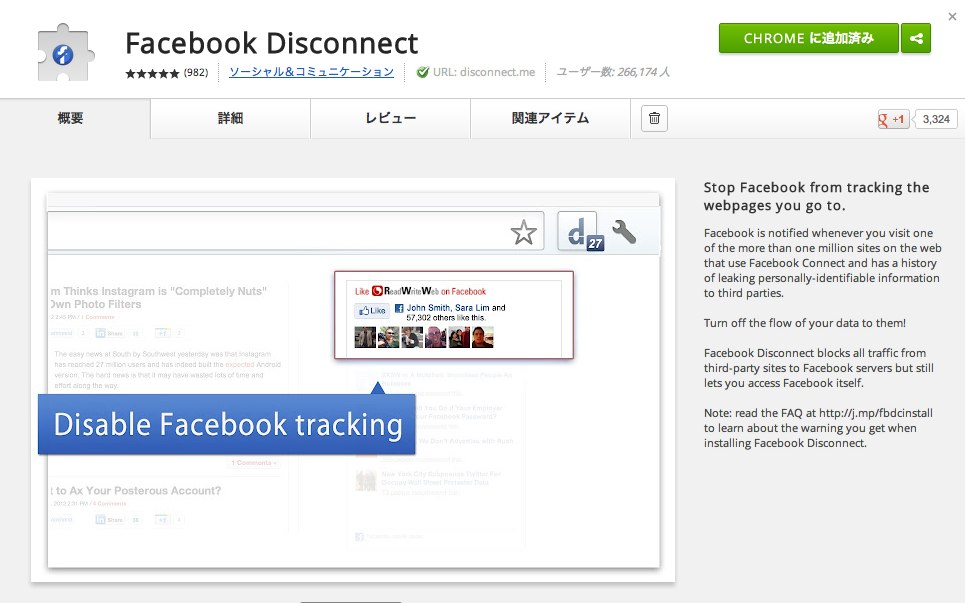 Facebook Disconnect
★★★★★ (982) ソーシャル＆コミュニケーション URL: disconnect.me ユーザー数: 266,174 人
CHROME に追加済み
概要 詳細 レビュー 関連アイテム
+1 3,324
Stop Facebook from tracking the
webpages you go to.
Facebook is notified whenever you visit one
of the more than one million sites on the web
that use Facebook Connect and has a history
of leaking personally-identifiable information
to third parties.
Turn off the flow of your data to them!
Facebook Disconnect blocks all traffic from
third-party sites to Facebook servers but still
lets you access Facebook itself.
Note: read the FAQ at http://j.mp/fbdcinstall
to learn about the warning you get when
installing Facebook Disconnect.
d 27
Like ReadWriteWeb on Facebook
Like John Smith, Sara Lim and
57,302 others like this.
m Thinks Instagram is "Completely Nuts"
Own Photo Filters
1 Comments
Share
The easy news at South by Southwest yesterday was that Instagram
has reached 27 million users and has indeed built the expected Android
version. The hard news is that it may have wasted lots of time and
effort along the way.
Disable Facebook tracking
1 Comments »
t to Ax Your Posterous Account?
Share
New York City Subpoenas Twitter For